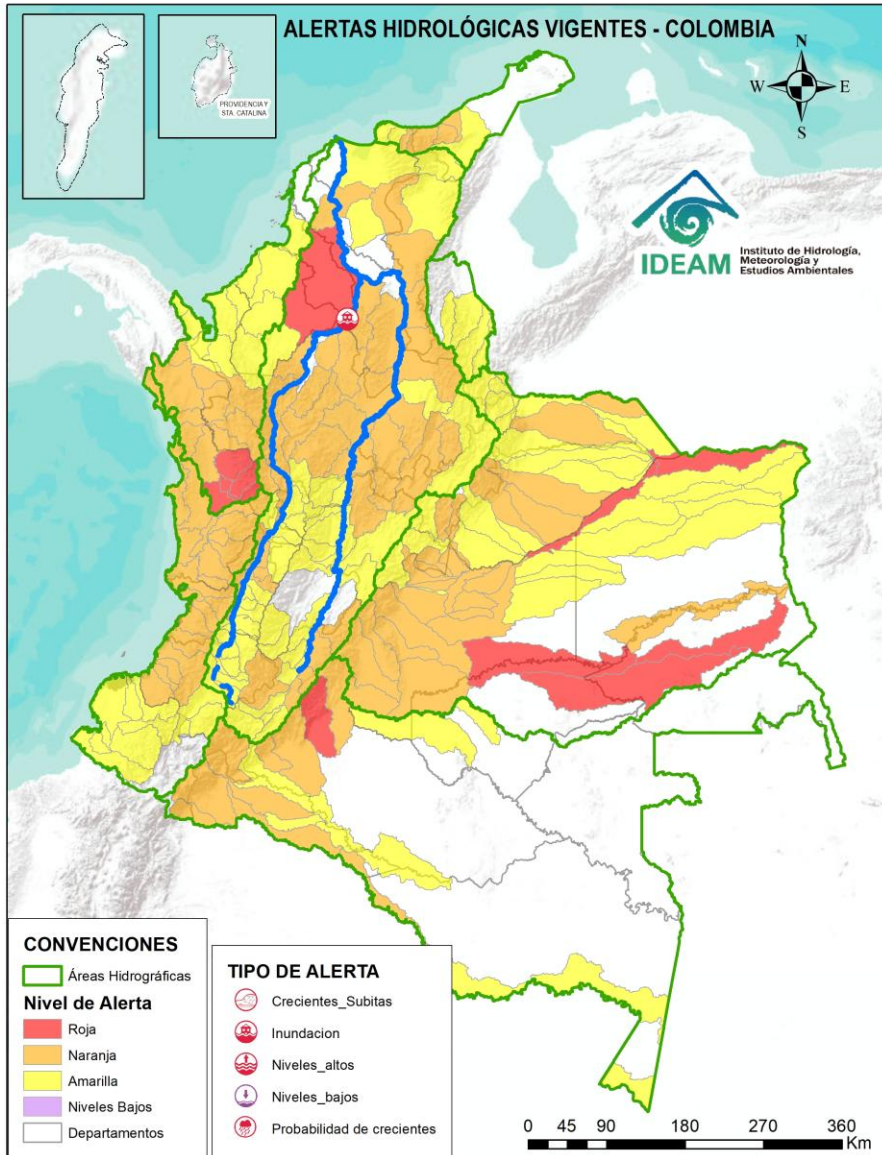 ALERTAS HIDROLÓGICAS VIGENTES - COLOMBIA
PROVIDENCIA Y
STA. CATALINA
N
W
E
S
IDEAM
Instituto de Hidrología,
Meteorología y
Estudios Ambientales
CONVENCIONES
Áreas Hidrográficas
Nivel de Alerta
Roja
Naranja
Amarilla
Niveles Bajos
Departamentos
TIPO DE ALERTA
Crecientes_Subitas
Inundacion
Niveles_altos
Niveles_bajos
Probabilidad de crecientes
0 45 90 180 270 360
Km